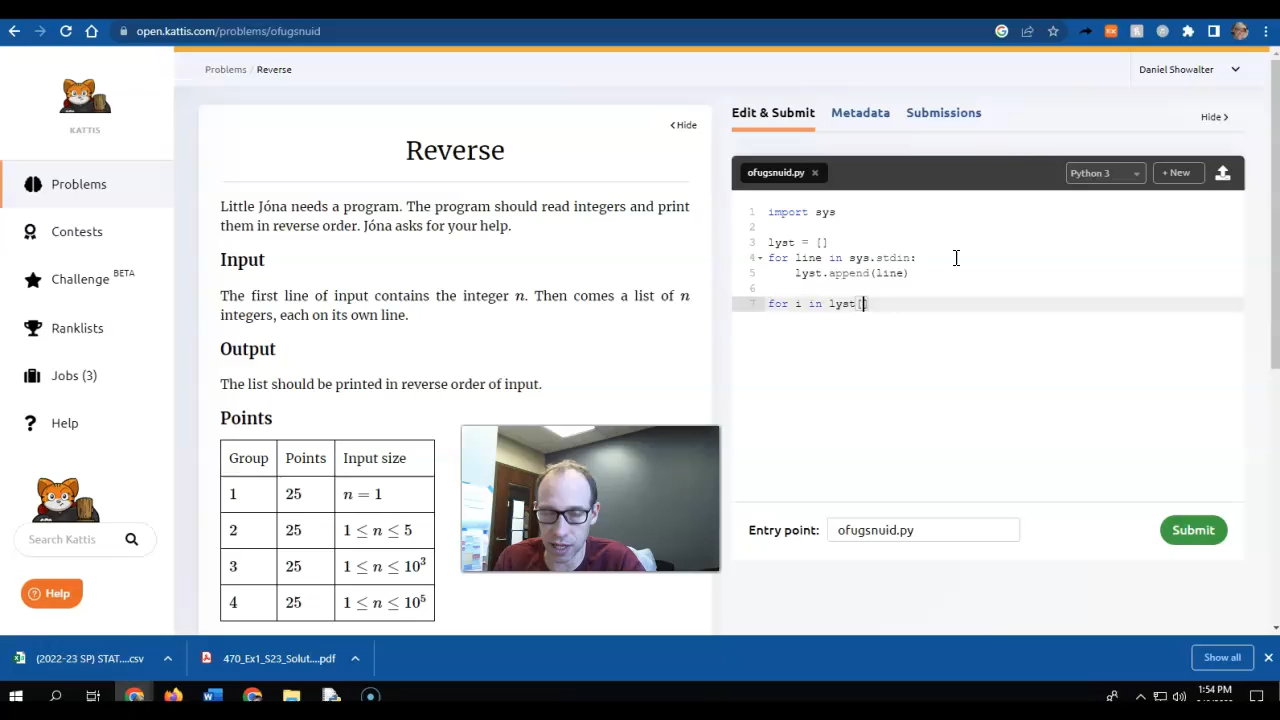 open.kattis.com/problems/ofugsnuid
KATTIS
Problems
Contests
Challenge BETA
Ranklists
Jobs (3)
Help
Search Kattis
Help
Problems / Reverse
Daniel Showalter
Hide
Reverse
Little Jóna needs a program. The program should read integers and print
them in reverse order. Jóna asks for your help.
Input
The first line of input contains the integer n. Then comes a list of n
integers, each on its own line.
Output
The list should be printed in reverse order of input.
Points
Group Points Input size
1 25 n = 1
2 25 1 ≤ n ≤ 5
3 25 1 ≤ n ≤ 10³
4 25 1 ≤ n ≤ 10⁵
Edit & Submit Metadata Submissions
Hide
ofugsnuid.py
Python 3
+ New
1 import sys
2
3 lyst = []
4 for line in sys.stdin:
5 lyst.append(line)
6
7 for i in lyst[]
Entry point: ofugsnuid.py
Submit
(2022-23 SP) STAT....csv
470_Ex1_S23_Solut....pdf
Show all
1:54 PM